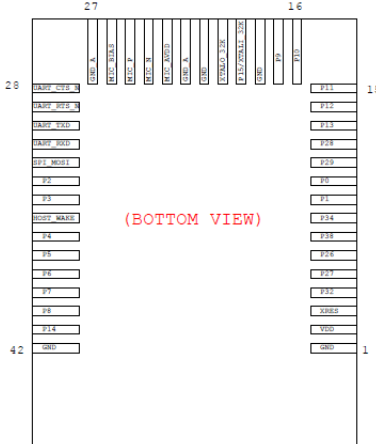 27 16
GND_A
MIC_BIAS
MIC_P
MIC_N
MIC_AVDD
GND_A
GND
XTALO_32K
P15/XTALI_32K
GND
P9
P10
28 UART_CTS_N P11 15
UART_RTS_N P12
UART_TXD P13
UART_RXD P28
SPI_MOSI P29
P2 P0
P3 P1
HOST_WAKE P34
(BOTTOM VIEW)
P4 P38
P5 P26
P6 P27
P7 P32
P8 XRES
P14 VDD
42 GND GND 1